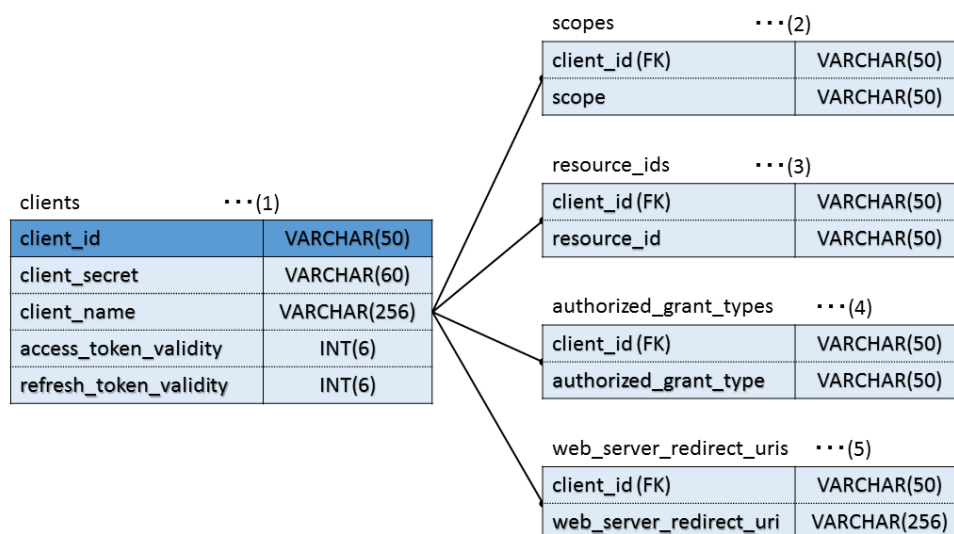 clients ・・・(1)
client_id VARCHAR(50)
client_secret VARCHAR(60)
client_name VARCHAR(256)
access_token_validity INT(6)
refresh_token_validity INT(6)
scopes ・・・(2)
client_id (FK) VARCHAR(50)
scope VARCHAR(50)
resource_ids ・・・(3)
client_id (FK) VARCHAR(50)
resource_id VARCHAR(50)
authorized_grant_types ・・・(4)
client_id (FK) VARCHAR(50)
authorized_grant_type VARCHAR(50)
web_server_redirect_uris ・・・(5)
client_id (FK) VARCHAR(50)
web_server_redirect_uri VARCHAR(256)